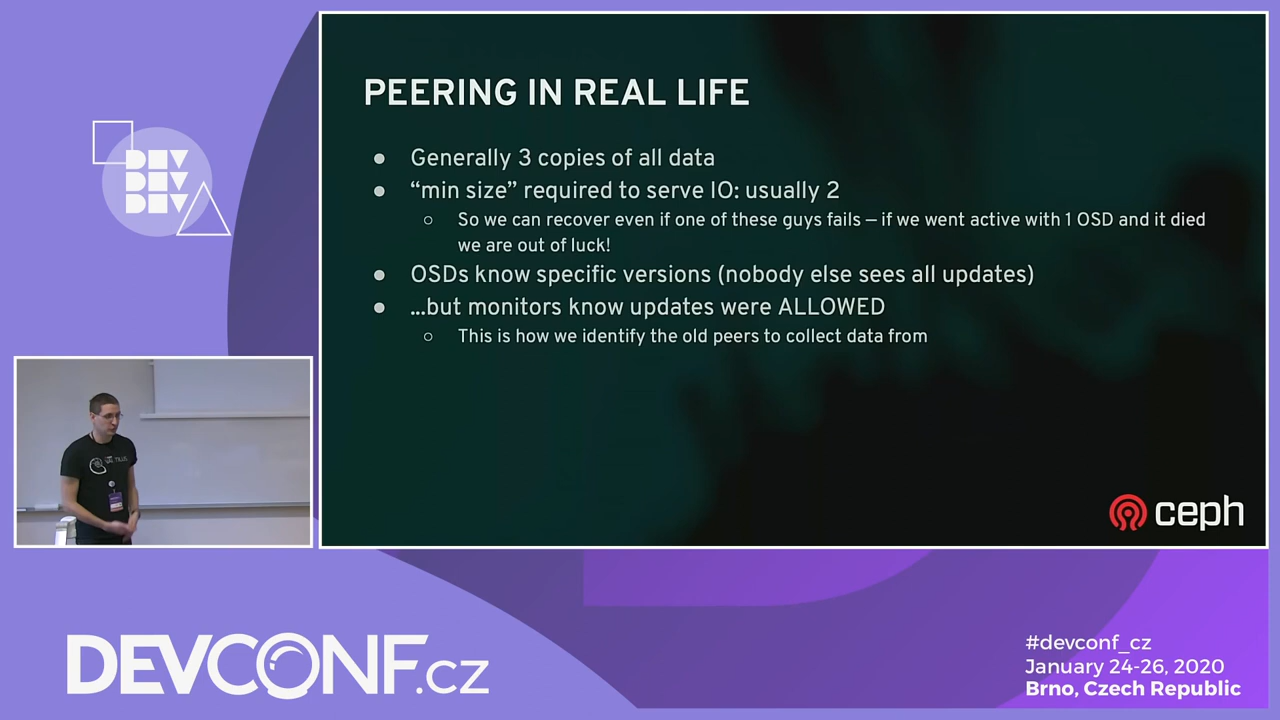 PEERING IN REAL LIFE
● Generally 3 copies of all data
● “min size” required to serve IO: usually 2
○ So we can recover even if one of these guys fails – if we went active with 1 OSD and it died
we are out of luck!
● OSDs know specific versions (nobody else sees all updates)
● ...but monitors know updates were ALLOWED
○ This is how we identify the old peers to collect data from
ceph
DEV
DEV
DEV
DEVCONF.cz
#devconf_cz
January 24-26, 2020
Brno, Czech Republic